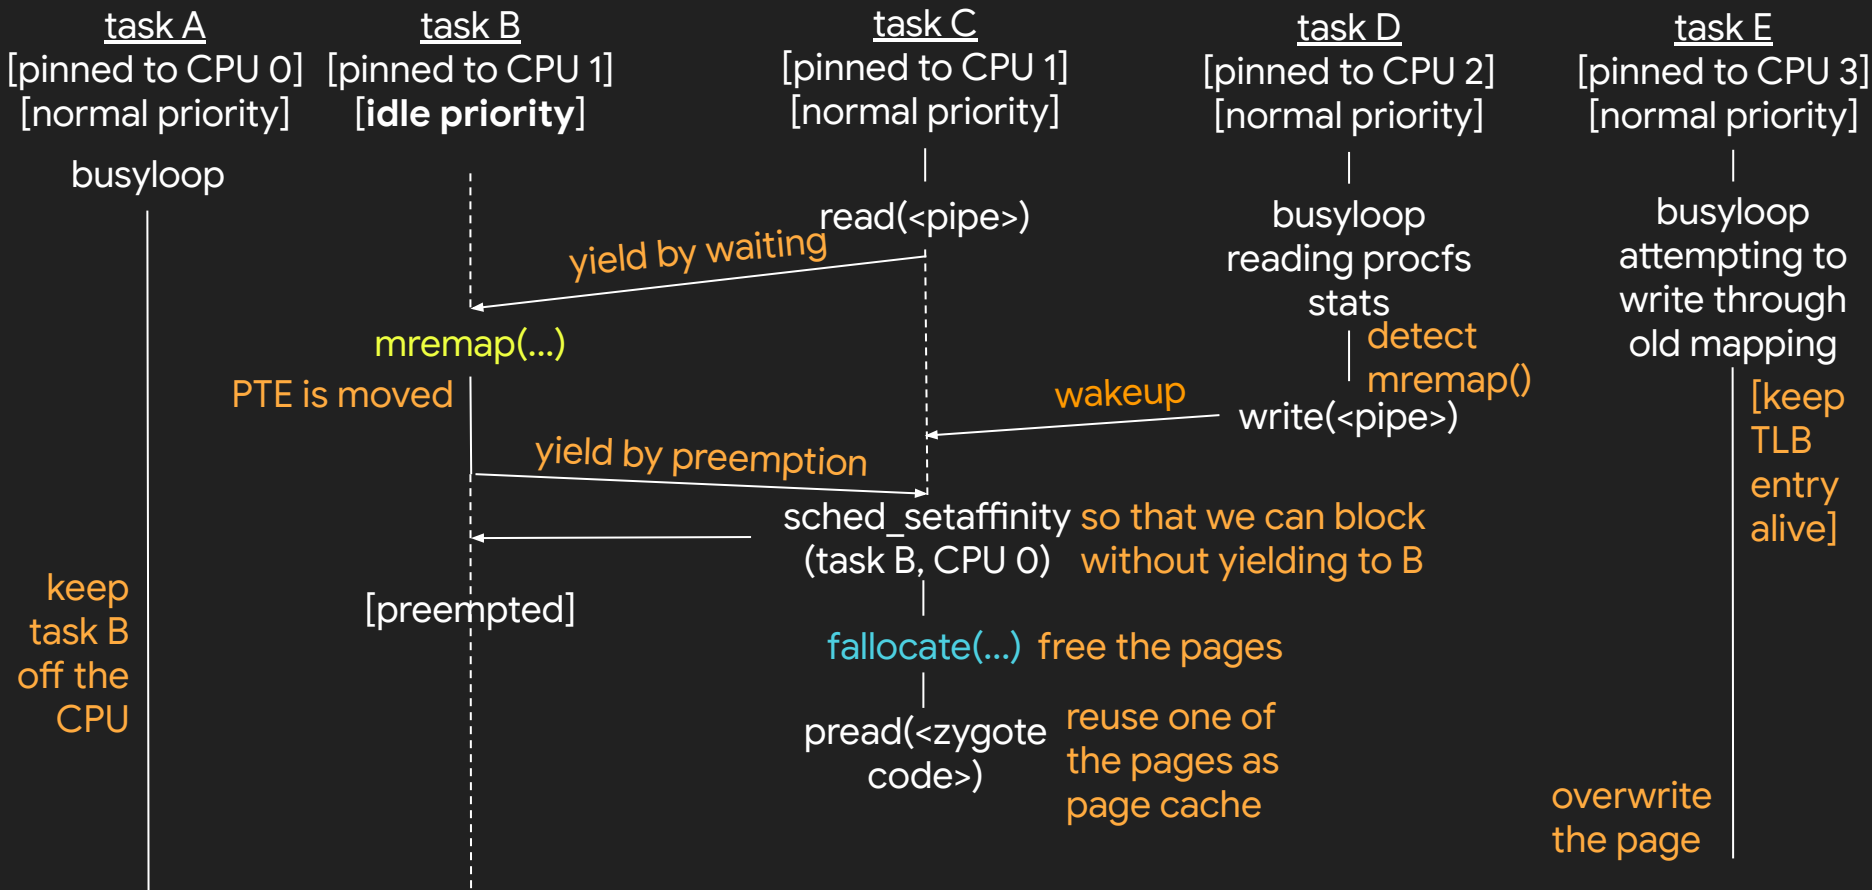 task A
[pinned to CPU 0]
[normal priority]
busyloop
keep
task B
off the
CPU
task B
[pinned to CPU 1]
[idle priority]
mremap(...)
PTE is moved
[preempted]
yield by waiting
yield by preemption
task C
[pinned to CPU 1]
[normal priority]
read(<pipe>)
wakeup
sched_setaffinity
(task B, CPU 0)
so that we can block
without yielding to B
fallocate(...)
free the pages
pread(<zygote
code>)
reuse one of
the pages as
page cache
task D
[pinned to CPU 2]
[normal priority]
busyloop
reading procfs
stats
detect
mremap()
write(<pipe>)
task E
[pinned to CPU 3]
[normal priority]
busyloop
attempting to
write through
old mapping
[keep
TLB
entry
alive]
overwrite
the page